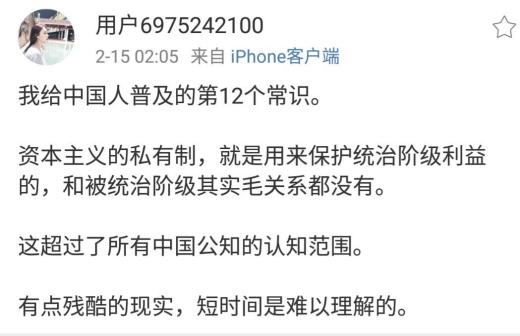 用户6975242100
2-15 02:05 来自 iPhone客户端
我给中国人普及的第12个常识。
资本主义的私有制，就是用来保护统治阶级利益
的，和被统治阶级其实毛关系都没有。
这超过了所有中国公知的认知范围。
有点残酷的现实，短时间是难以理解的。